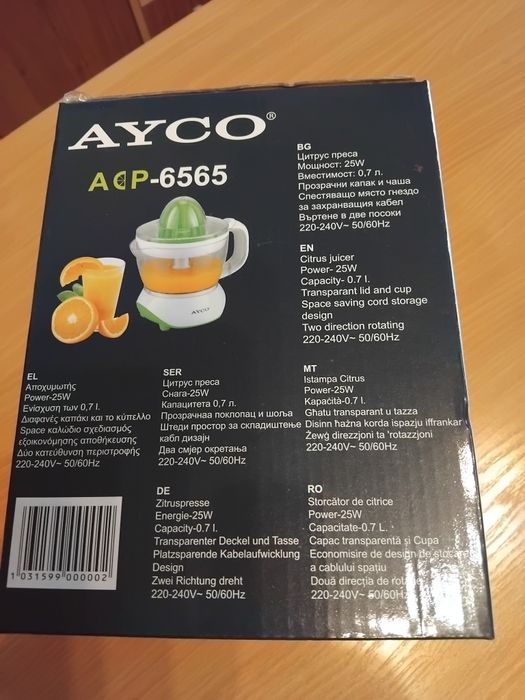 AYCO®
ACP-6565
BG
Цитрус преса
Мощност: 25W
Вместимост: 0,7 л.
Прозрачни капак и чаша
Спестяващо място гнездо
за захранващия кабел
Въртене в две посоки
220-240V~ 50/60Hz
EN
Citrus juicer
Power- 25W
Capacity- 0.7 l.
Transparant lid and cup
Space saving cord storage
design
Two direction rotating
220-240V~ 50/60Hz
AYCO
EL
Αποχυμωτής
Power-25W
Ενίσχυση των 0,7 l.
Διαφανές καπάκι και το κύπελλο
Space καλώδιο σχεδιασμός
εξοικονόμησης αποθήκευσης
Δύο κατεύθυνση περιστροφής
220-240V~ 50/60Hz
SER
Цитрус преса
Снага-25W
Капацитета 0,7 л.
Прозрачнаа поклопац и шоља
Штеди простор за складиштење
кабл дизајн
Два смјер окретања
220-240V~ 50/60Hz
MT
Istampa Citrus
Power-25W
Kapaċità-0.7 l.
Għatu transparant u tazza
Disinn ħażna korda ispazju iffrankar
Żewġ direzzjoni ta 'rotazzjoni
220-240V~ 50/60Hz
DE
Zitruspresse
Energie-25W
Capacity-0.7 l.
Transparenter Deckel und Tasse
Platzsparende Kabelaufwicklung
Design
Zwei Richtung dreht
220-240V~ 50/60Hz
RO
Storcător de citrice
Power-25W
Capacitate-0.7 L.
Capac transparentă și Cupa
Economisire de design de
a cablului spațiu
Două direcția de
220-240V~ 50/60Hz
1 031599 000002